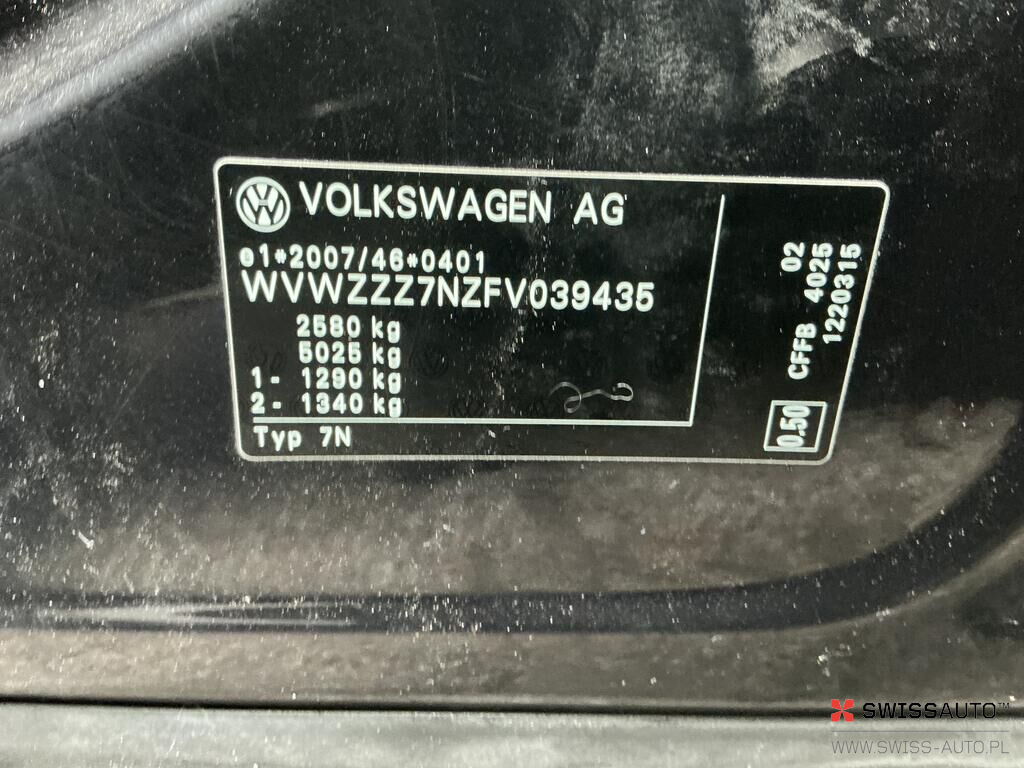 VOLKSWAGEN AG
e1*2007/46*0401
WVWZZZ7NZFV039435
2580 kg
5025 kg
1- 1290 kg
2- 1340 kg
Typ 7N
02
CFFB 4025
1220315
0.50
SWISSAUTO™
WWW.SWISS-AUTO.PL